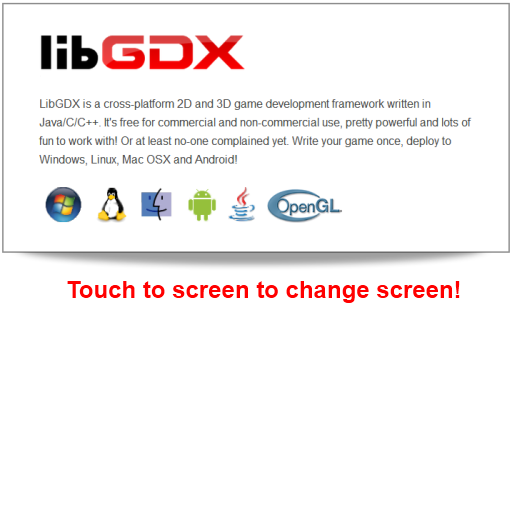 libGDX
LibGDX is a cross-platform 2D and 3D game development framework written in
Java/C/C++. It's free for commercial and non-commercial use, pretty powerful and lots of
fun to work with! Or at least no-one complained yet. Write your game once, deploy to
Windows, Linux, Mac OSX and Android!
Java
OpenGL
Touch to screen to change screen!